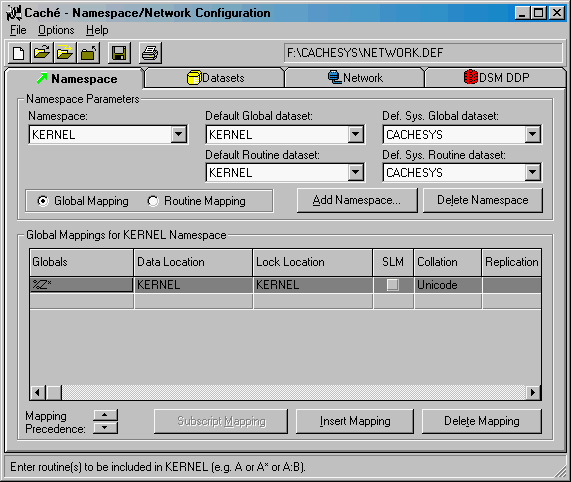 Caché - Namespace/Network Configuration
File Options Help
F:\CACHESYS\NETWORK.DEF
Namespace Datasets Network DSM DDP
Namespace Parameters
Namespace: Default Global dataset: Def. Sys. Global dataset:
KERNEL KERNEL CACHESYS
Default Routine dataset: Def. Sys. Routine dataset:
KERNEL CACHESYS
Global Mapping Routine Mapping Add Namespace... Delete Namespace
Global Mappings for KERNEL Namespace
Globals Data Location Lock Location SLM Collation Replication
%Z* KERNEL KERNEL Unicode
Mapping
Precedence: Subscript Mapping Insert Mapping Delete Mapping
Enter routine(s) to be included in KERNEL (e.g. A or A* or A:B).